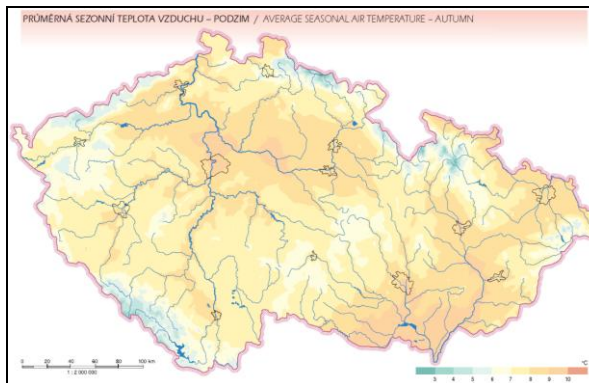 PRŮMĚRNÁ SEZONNÍ TEPLOTA VZDUCHU – PODZIM / AVERAGE SEASONAL AIR TEMPERATURE – AUTUMN
0 20 40 60 80 100 km
1 : 2 000 000
°C
3 4 5 6 7 8 9 10